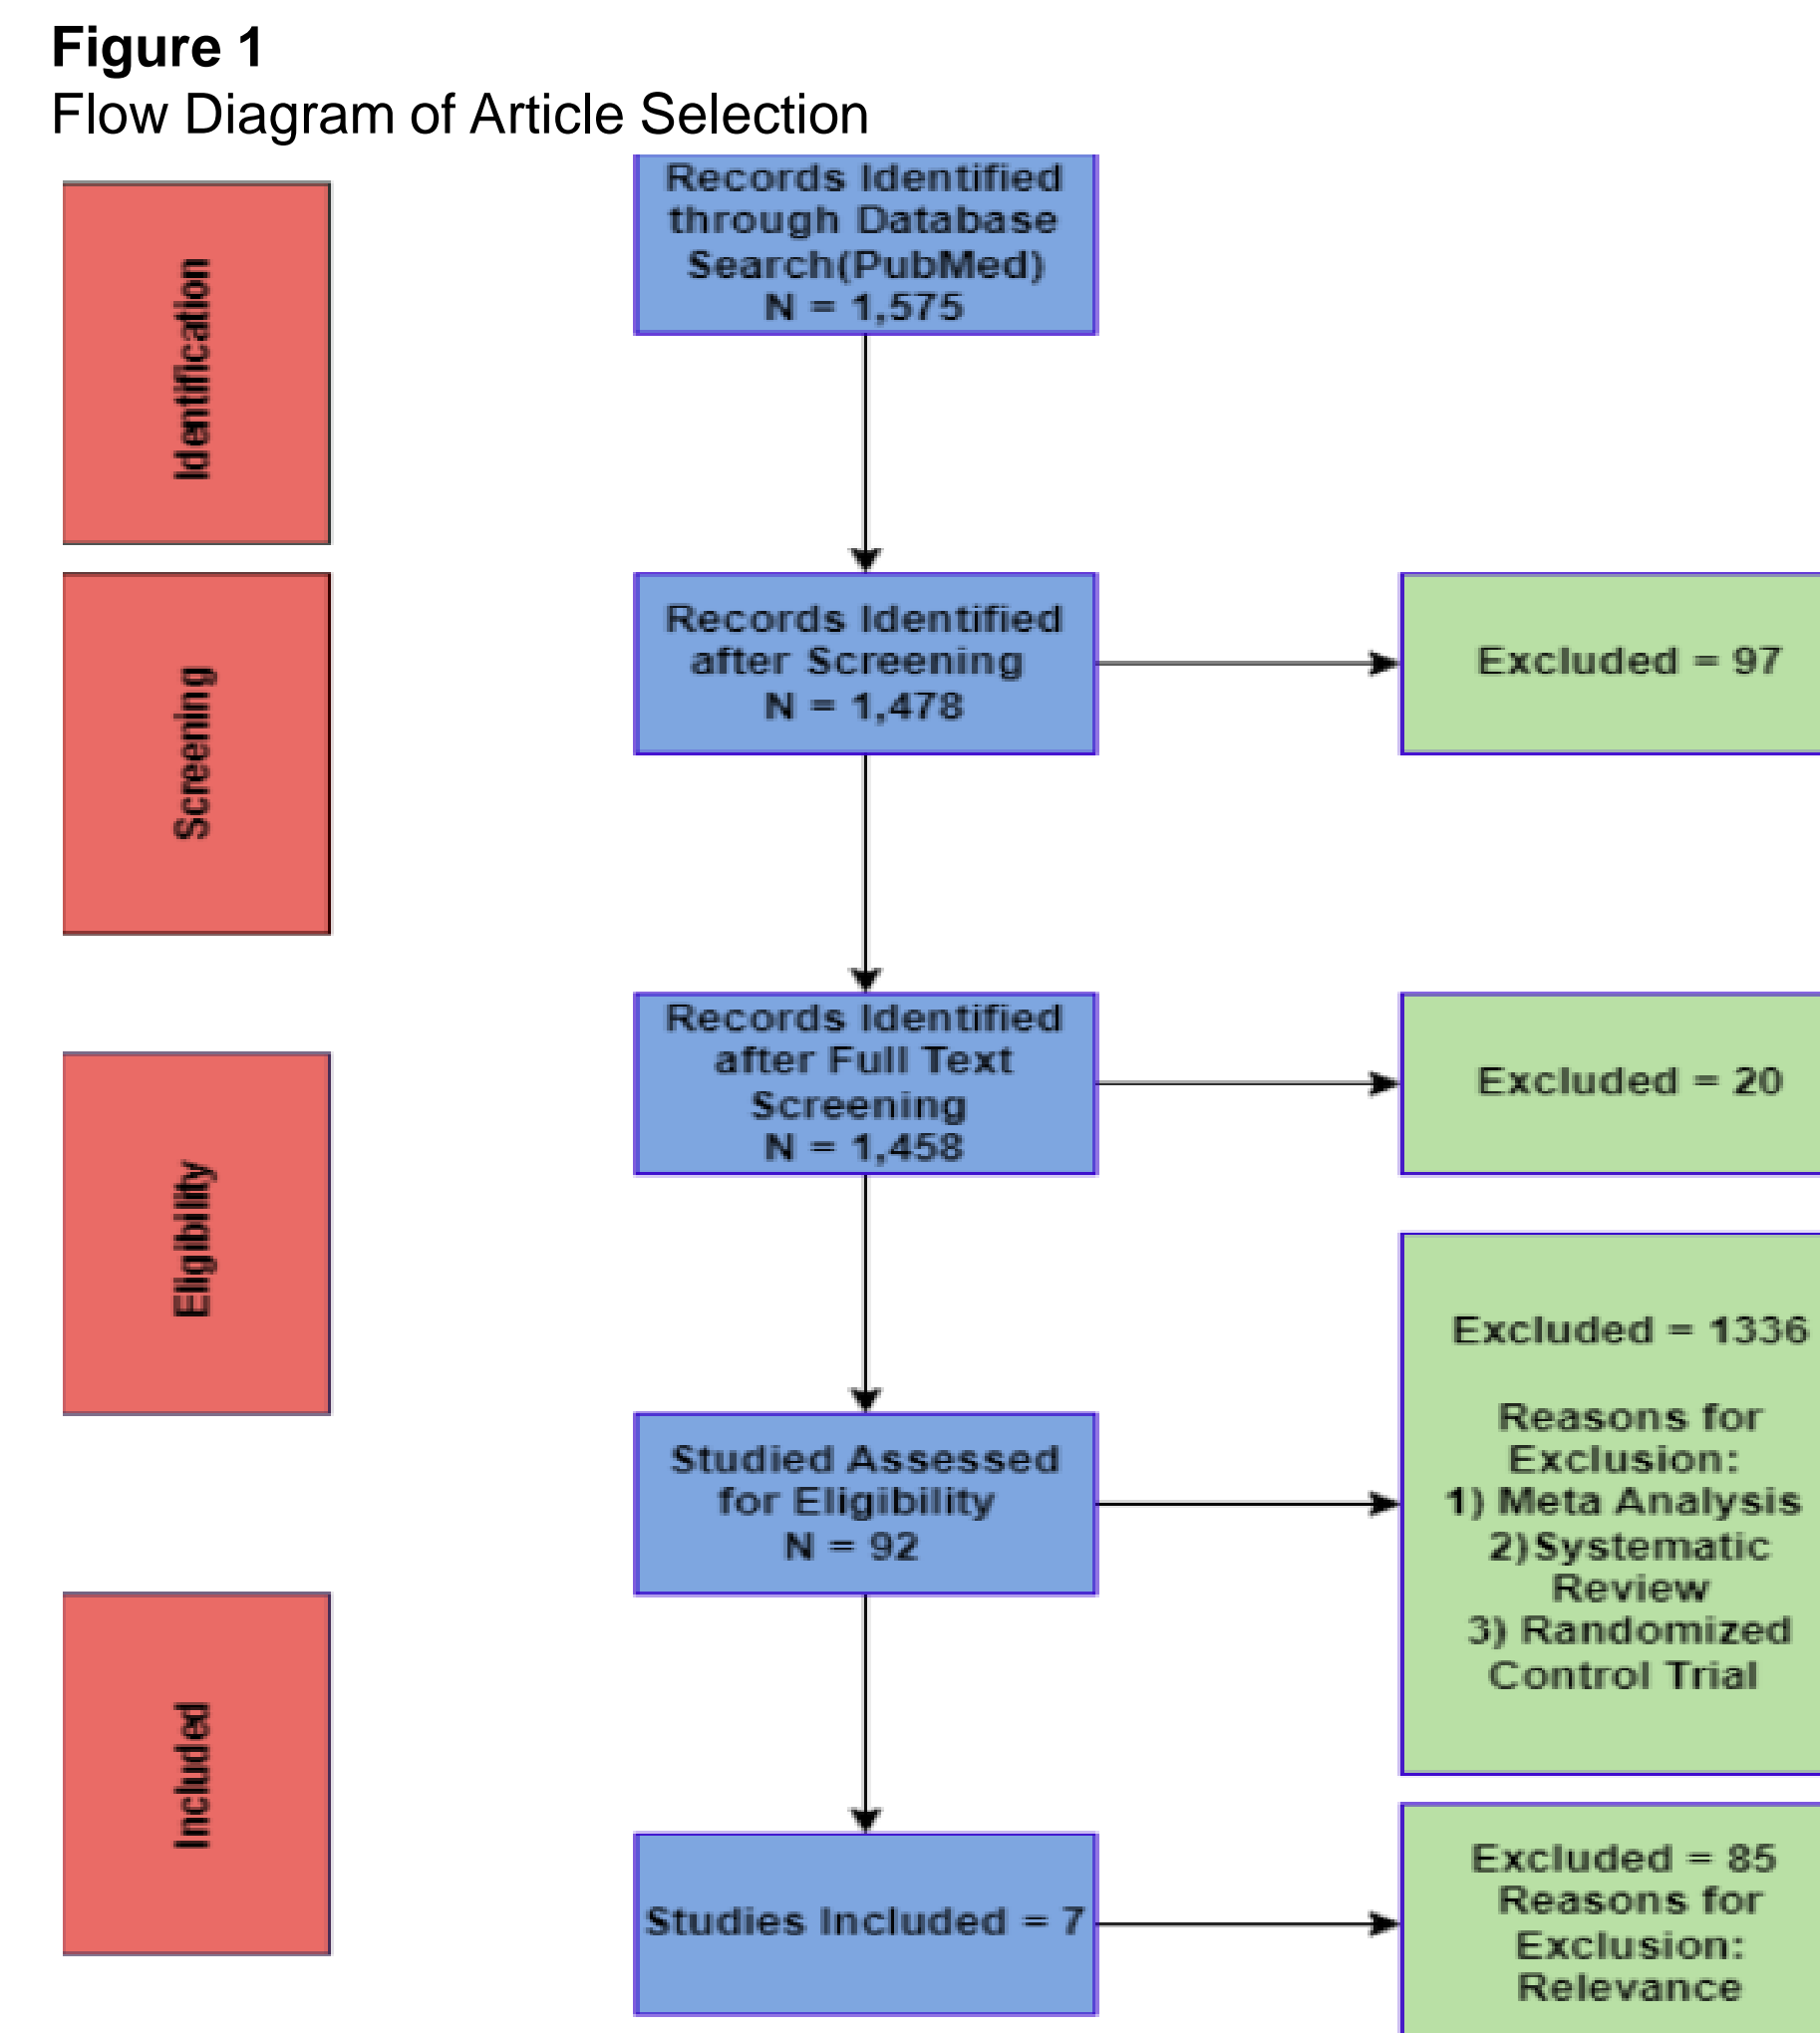 Figure 1
Flow Diagram of Article Selection
Identification
Records Identified
through Database
Search(PubMed)
N = 1,575
Screening
Records Identified
after Screening
N = 1,478
Excluded = 97
Eligibility
Records Identified
after Full Text
Screening
N = 1,458
Excluded = 20
Studied Assessed
for Eligibility
N = 92
Excluded = 1336
Reasons for
Exclusion:
1) Meta Analysis
2)Systematic
Review
3) Randomized
Control Trial
Included
Studies Included = 7
Excluded = 85
Reasons for
Exclusion:
Relevance